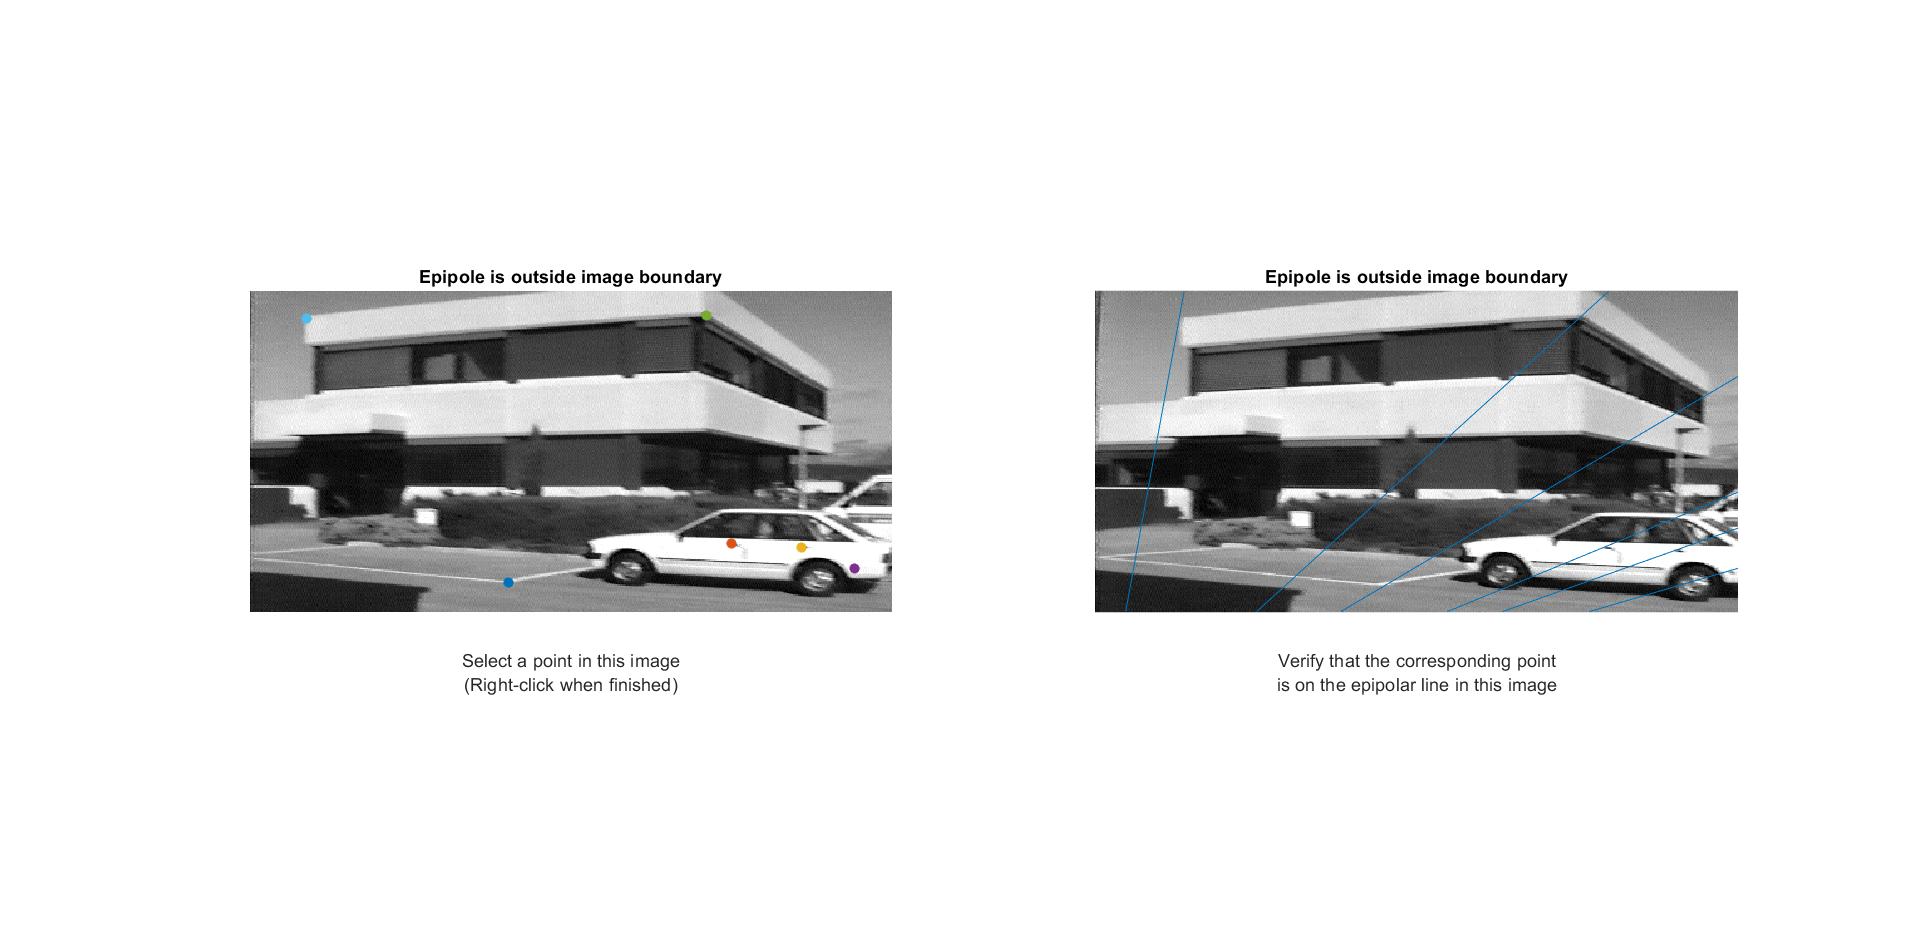 Epipole is outside image boundary
Select a point in this image
(Right-click when finished)
Epipole is outside image boundary
Verify that the corresponding point
is on the epipolar line in this image